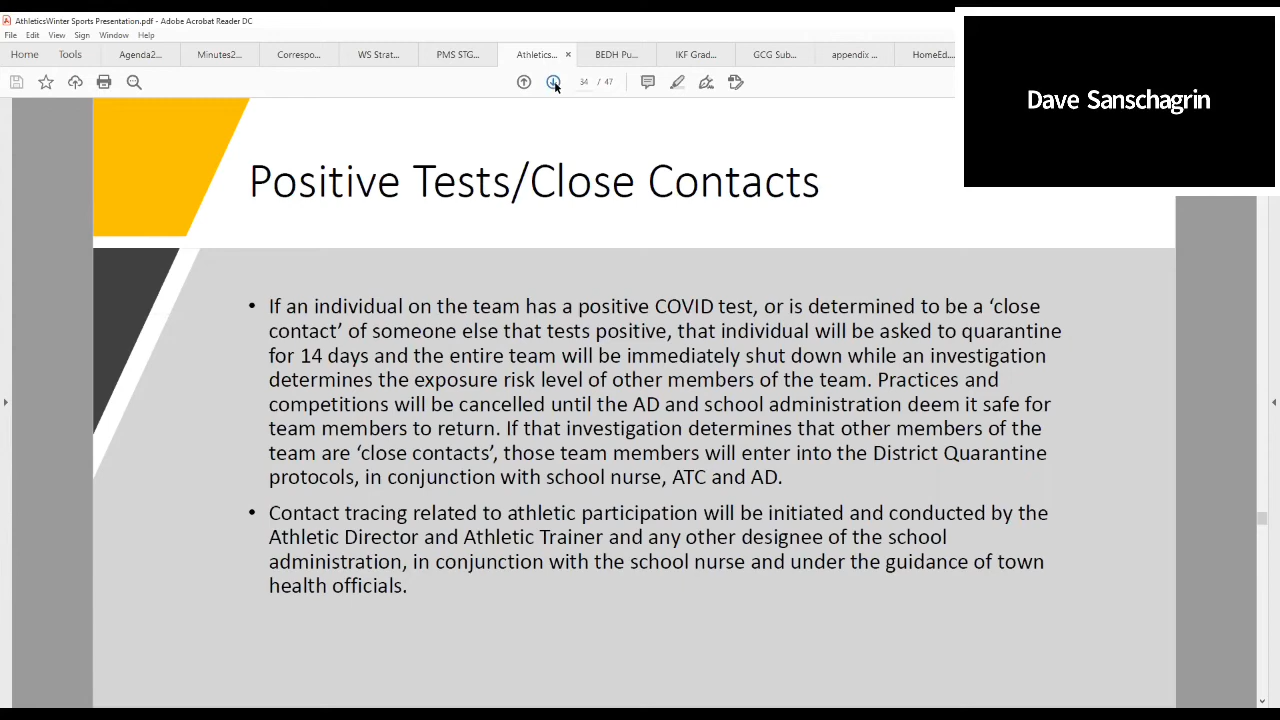 AthleticsWinter Sports Presentation.pdf - Adobe Acrobat Reader DC
File Edit View Sign Window Help
Home Tools Agenda2... Minutes2... Correspo... WS Strat... PMS STG... Athletics... × BEDH Pu... IKF Grad... GCG Sub... appendix ... HomeEd...
34 / 47
Dave Sanschagrin
Positive Tests/Close Contacts
• If an individual on the team has a positive COVID test, or is determined to be a ‘close
contact’ of someone else that tests positive, that individual will be asked to quarantine
for 14 days and the entire team will be immediately shut down while an investigation
determines the exposure risk level of other members of the team. Practices and
competitions will be cancelled until the AD and school administration deem it safe for
team members to return. If that investigation determines that other members of the
team are ‘close contacts’, those team members will enter into the District Quarantine
protocols, in conjunction with school nurse, ATC and AD.
• Contact tracing related to athletic participation will be initiated and conducted by the
Athletic Director and Athletic Trainer and any other designee of the school
administration, in conjunction with the school nurse and under the guidance of town
health officials.